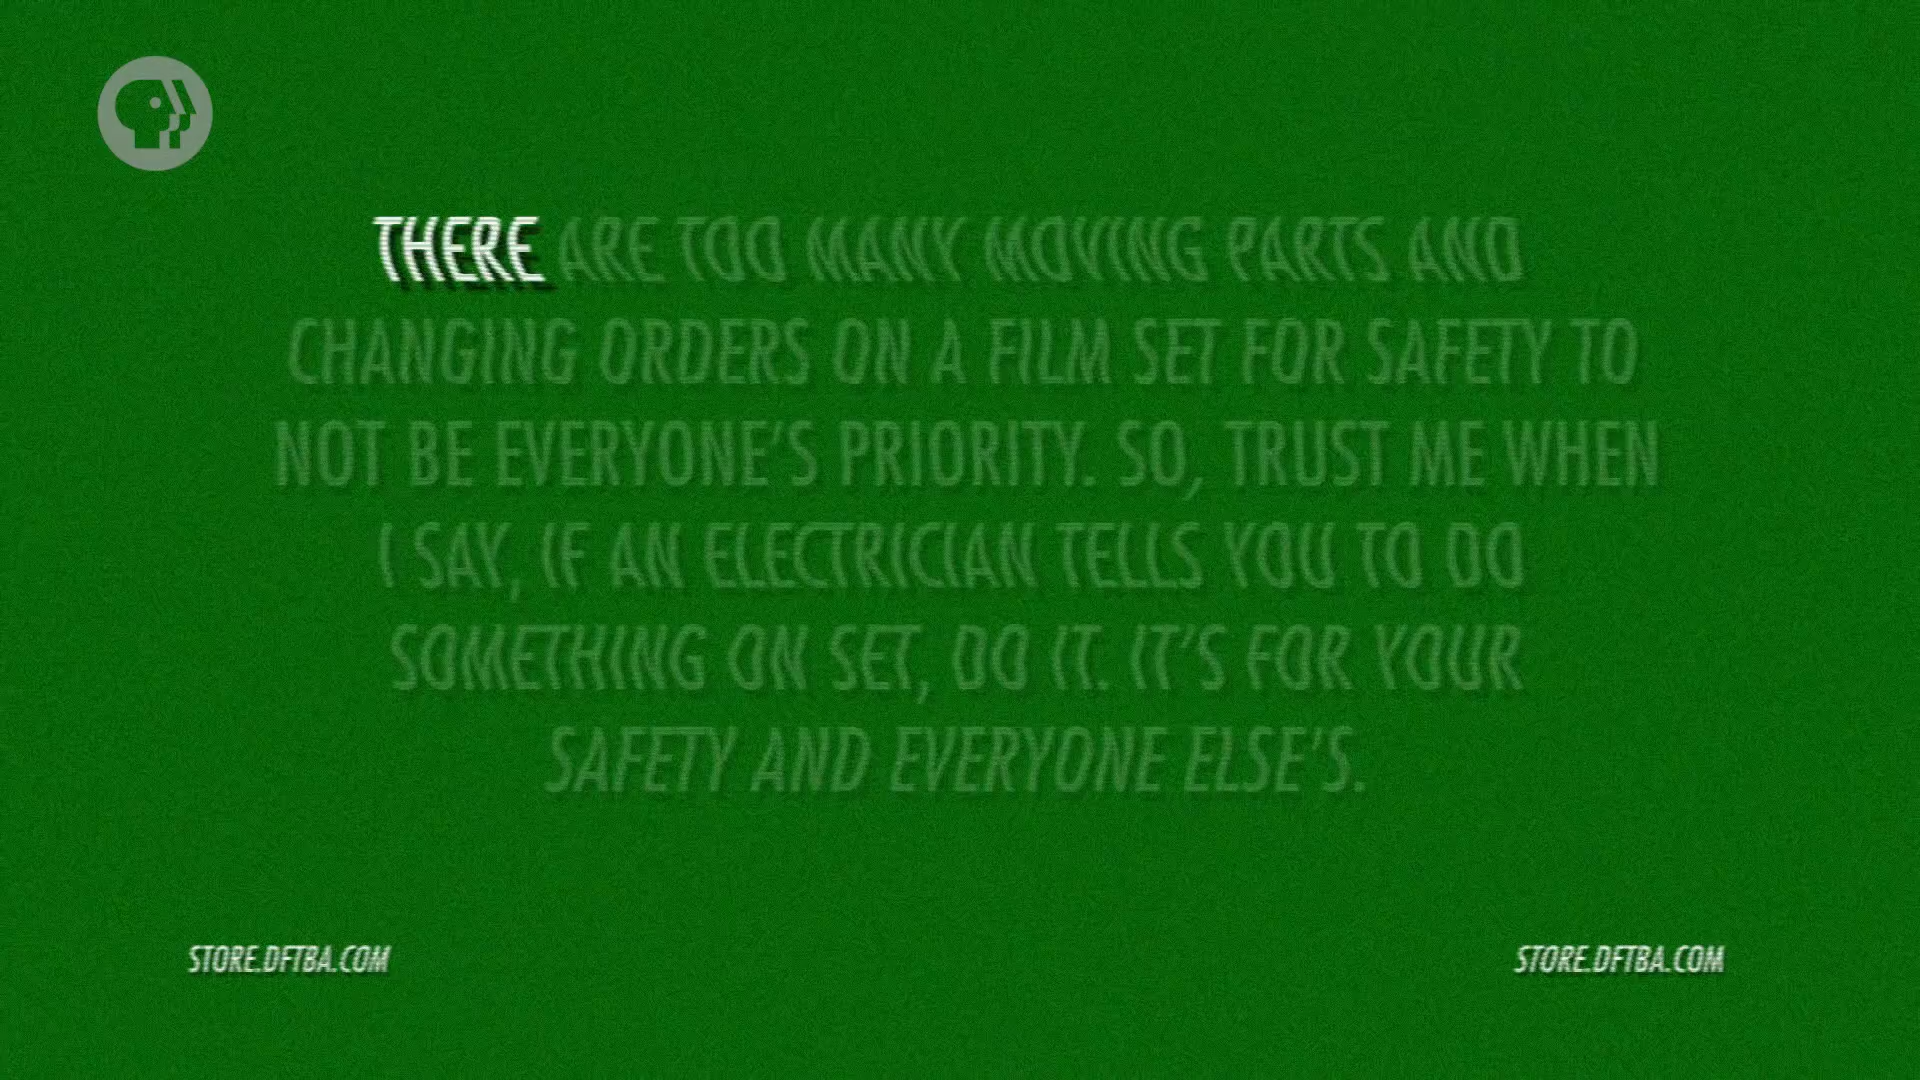 THERE ARE TOO MANY MOVING PARTS AND
CHANGING ORDERS ON A FILM SET FOR SAFETY TO
NOT BE EVERYONE'S PRIORITY. SO, TRUST ME WHEN
I SAY, IF AN ELECTRICIAN TELLS YOU TO DO
SOMETHING ON SET, DO IT. IT'S FOR YOUR
SAFETY AND EVERYONE ELSE'S.
STORE.DFTBA.COM
STORE.DFTBA.COM